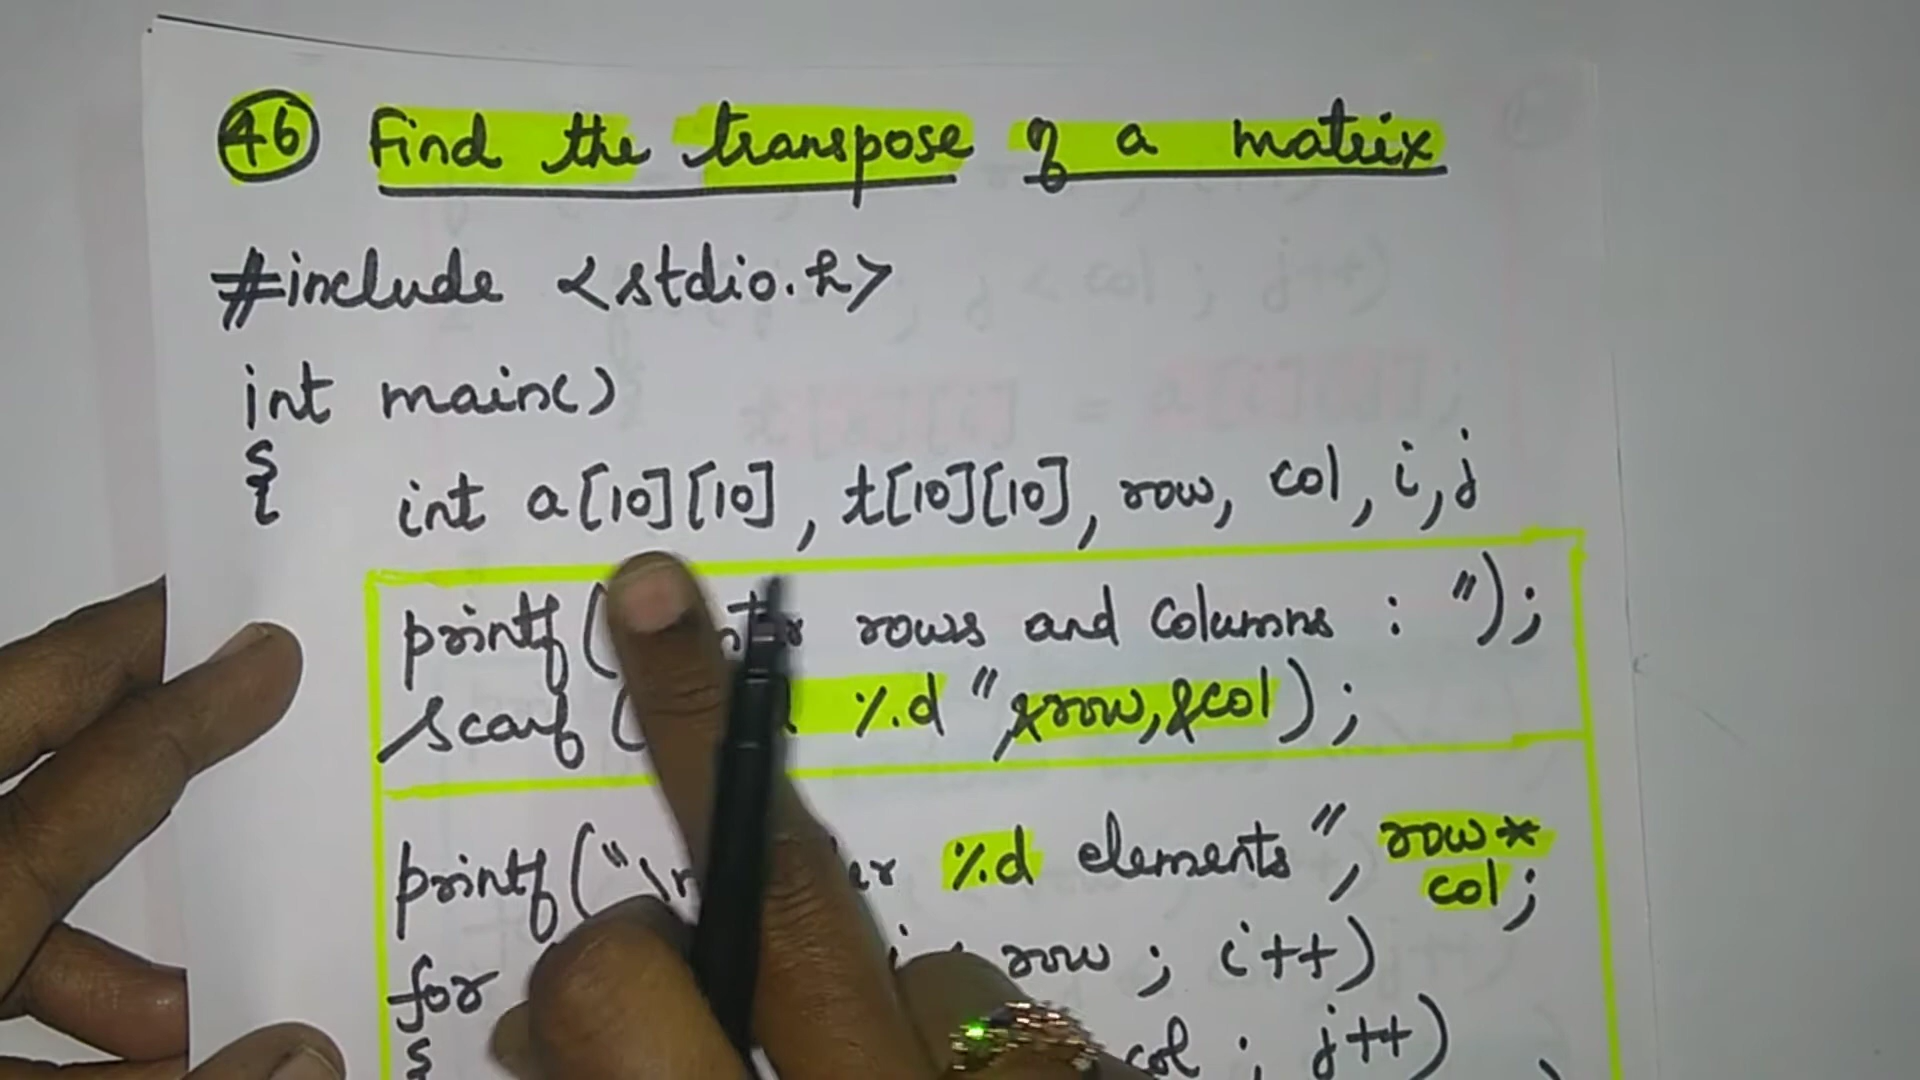 46 Find the transpose of a matrix
#include <stdio.h>
int main()
{
int a[10][10], t[10][10], row, col, i, j
printf( rows and columns : ");
scanf( %d ", &row, &col);
printf("\n %d elements", row*
col;
for row ; i++)
{ col ; j++)